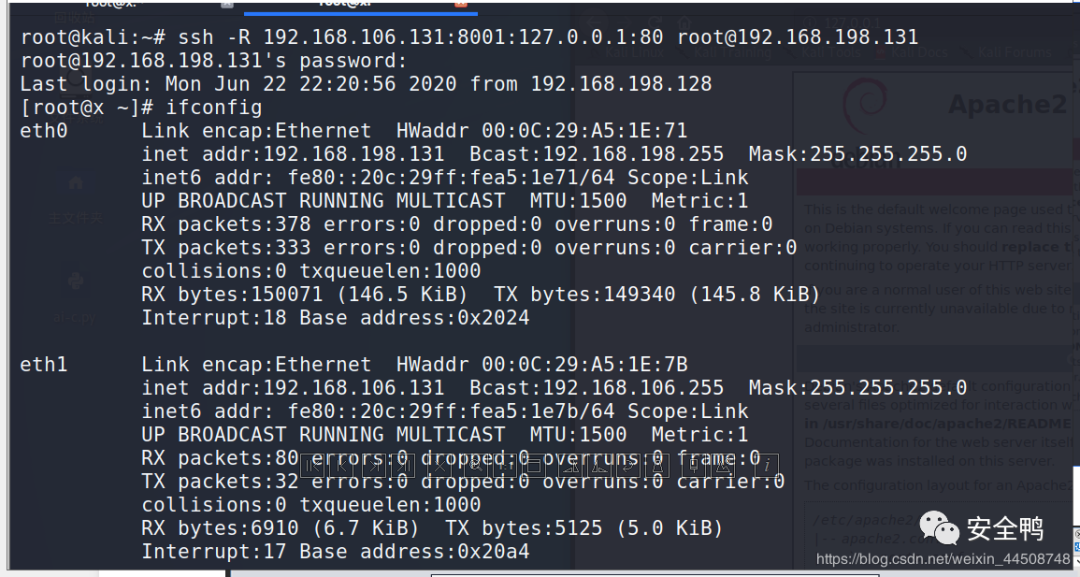 root@kali:~# ssh -R 192.168.106.131:8001:127.0.0.1:80 root@192.168.198.131
root@192.168.198.131's password:
Last login: Mon Jun 22 22:20:56 2020 from 192.168.198.128
[root@x ~]# ifconfig
eth0 Link encap:Ethernet HWaddr 00:0C:29:A5:1E:71
inet addr:192.168.198.131 Bcast:192.168.198.255 Mask:255.255.255.0
inet6 addr: fe80::20c:29ff:fea5:1e71/64 Scope:Link
UP BROADCAST RUNNING MULTICAST MTU:1500 Metric:1
RX packets:378 errors:0 dropped:0 overruns:0 frame:0
TX packets:333 errors:0 dropped:0 overruns:0 carrier:0
collisions:0 txqueuelen:1000
RX bytes:150071 (146.5 KiB) TX bytes:149340 (145.8 KiB)
Interrupt:18 Base address:0x2024
eth1 Link encap:Ethernet HWaddr 00:0C:29:A5:1E:7B
inet addr:192.168.106.131 Bcast:192.168.106.255 Mask:255.255.255.0
inet6 addr: fe80::20c:29ff:fea5:1e7b/64 Scope:Link
UP BROADCAST RUNNING MULTICAST MTU:1500 Metric:1
RX packets:80 errors:0 dropped:0 overruns:0 frame:0
TX packets:32 errors:0 dropped:0 overruns:0 carrier:0
collisions:0 txqueuelen:1000
RX bytes:6910 (6.7 KiB) TX bytes:5125 (5.0 KiB)
Interrupt:17 Base address:0x20a4
Apache2
This is the default welcome page used
on Debian systems. If you can read this
working properly. You should replace
continuing to operate your HTTP server
you are a normal user of this web site
the site is currently unavailable due to
administrator.
configuration
several files optimized for interaction
in /usr/share/doc/apache2/README
Documentation for the web server itself
package was installed on this server.
The configuration layout for an Apache
/etc/apache2/
安全鸭
https://blog.csdn.net/weixin_44508748